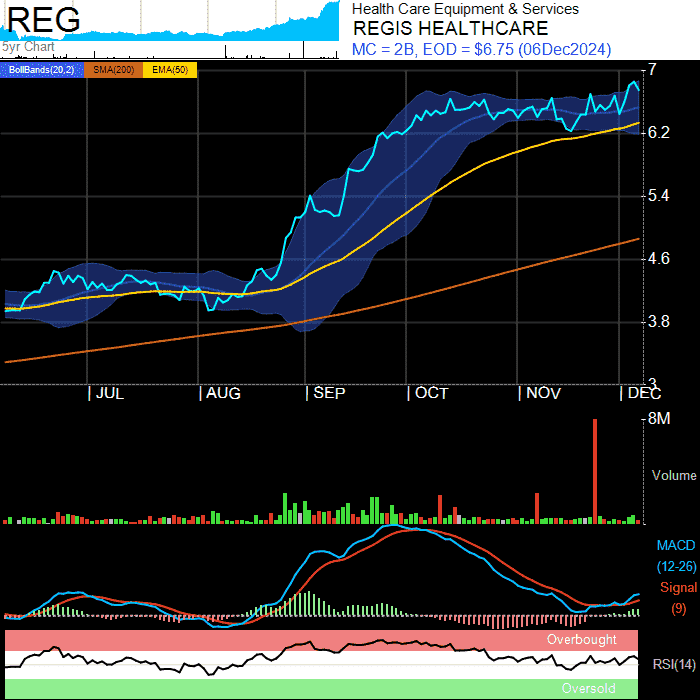 REG
5yr Chart
Health Care Equipment & Services
REGIS HEALTHCARE
MC = 2B, EOD = $6.75 (06Dec2024)
BollBands(20,2) SMA(200) EMA(50)
7
6.2
5.4
4.6
3.8
3
| JUL | AUG | SEP | OCT | NOV | DEC
8M
Volume
MACD
(12-26)
Signal
(9)
Overbought
RSI(14)
Oversold